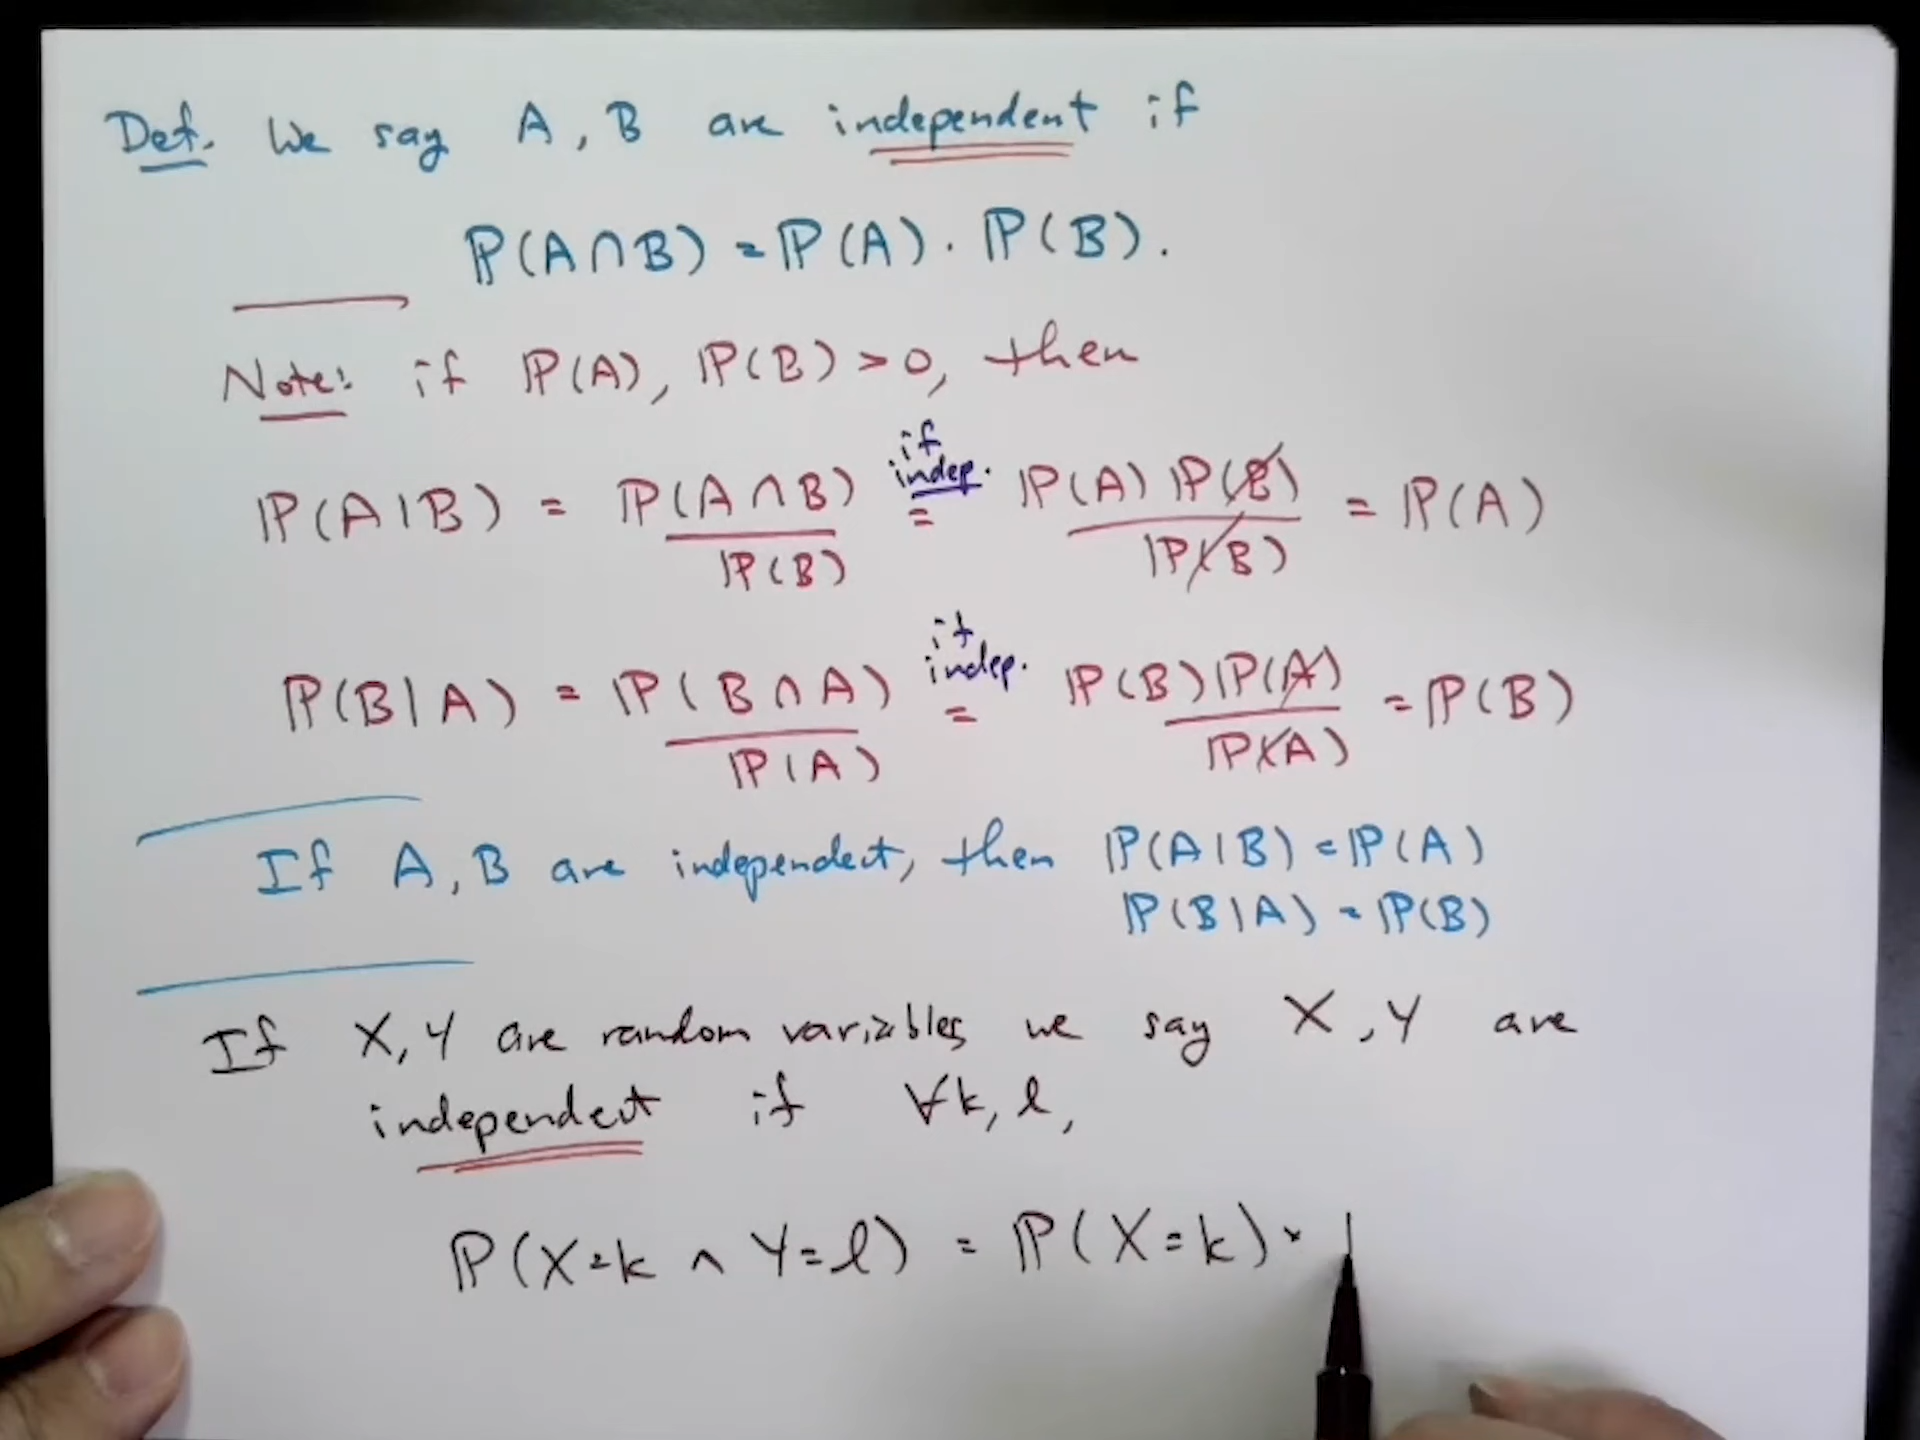 Def. We say A, B are independent if
ℙ(A∩B) = ℙ(A) · ℙ(B).
Note: if ℙ(A), ℙ(B) > 0, then
ℙ(A|B) = ℙ(A∩B)/ℙ(B) = if indep. ℙ(A)ℙ(B)/ℙ(B) = ℙ(A)
ℙ(B|A) = ℙ(B∩A)/ℙ(A) = if indep. ℙ(B)ℙ(A)/ℙ(A) = ℙ(B)
If A, B are independent, then ℙ(A|B) = ℙ(A)
ℙ(B|A) = ℙ(B)
If X, Y are random variables we say X, Y are
independent if ∀k, l,
ℙ(X=k ∧ Y=l) = ℙ(X=k) ·